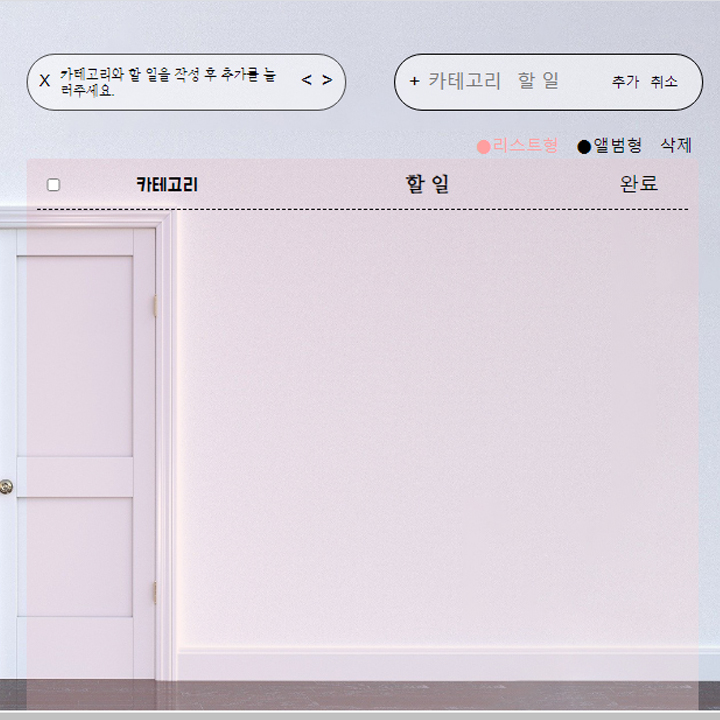 X 카테고리와 할 일을 작성 후 추가를 눌
러주세요. < >
+ 카테고리 할 일 추가 취소
●리스트형 ●앨범형 삭제
카테고리 할 일 완료